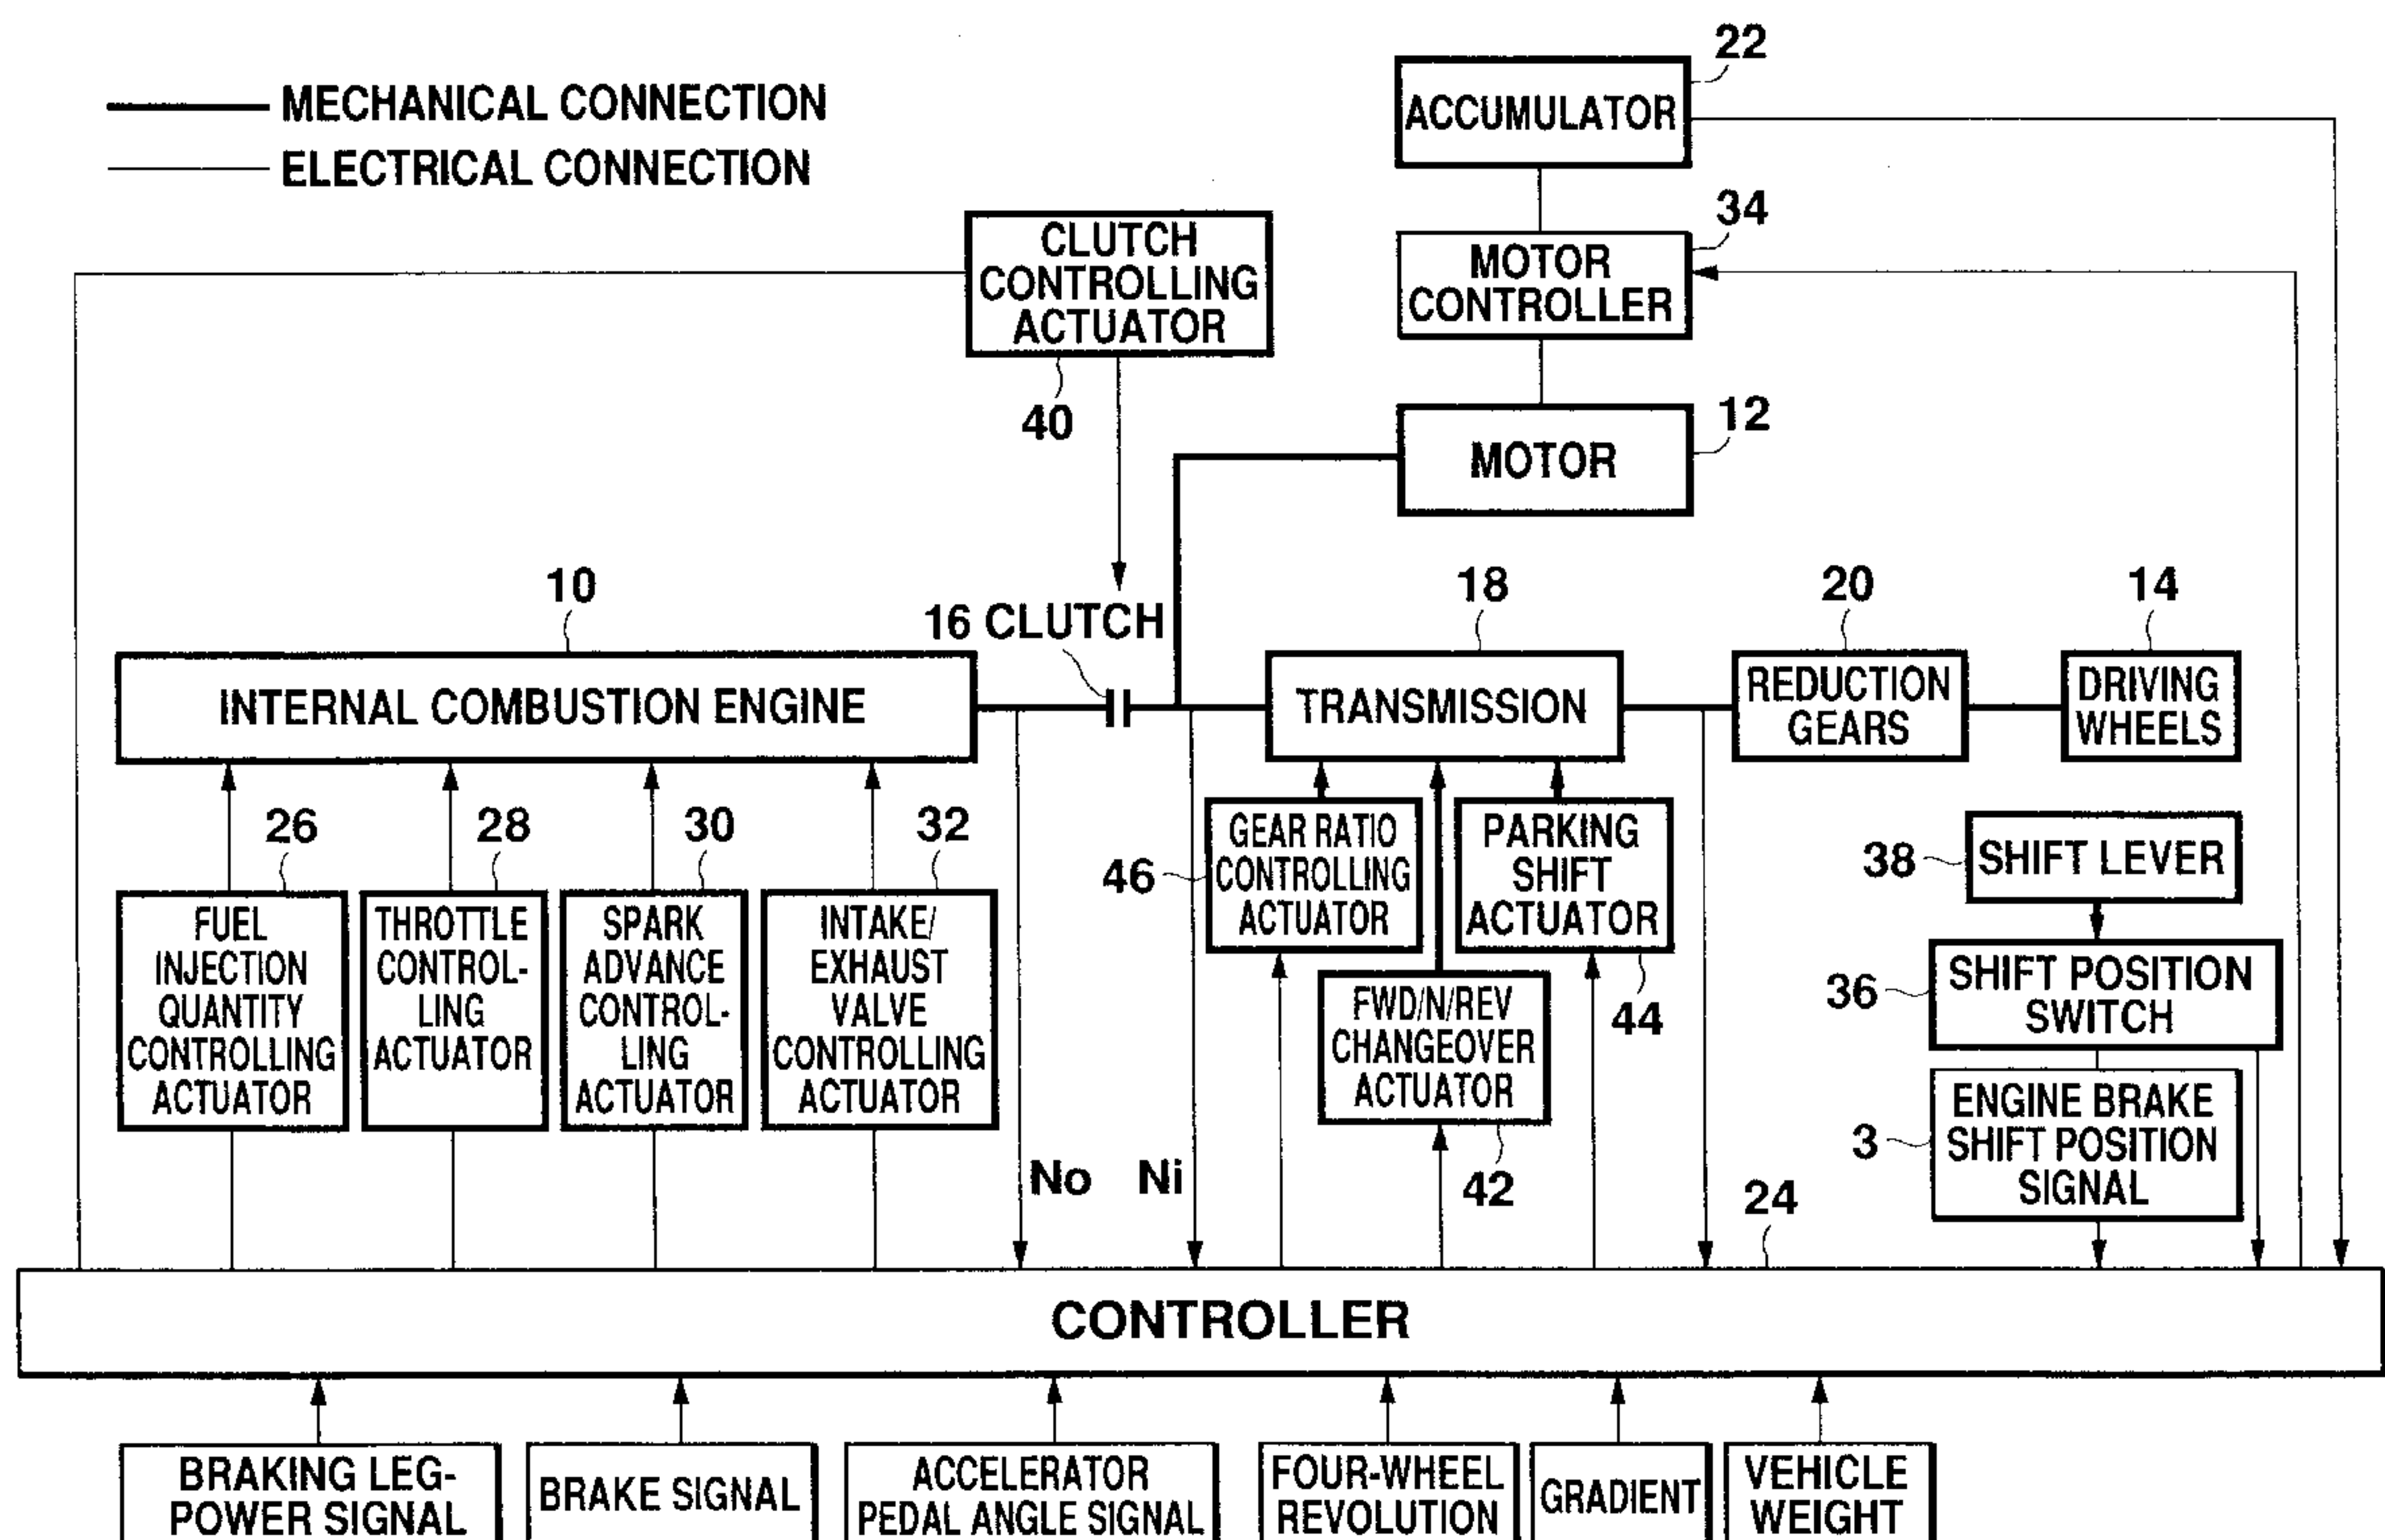 22
ACCUMULATOR
MECHANICAL CONNECTION
ELECTRICAL CONNECTION
34
CLUTCH
CONTROLLING
ACTUATOR
MOTOR
CONTROLLER
40
12
MOTOR
10
16 CLUTCH
18
20
14
INTERNAL COMBUSTION ENGINE
TRANSMISSION
REDUCTION
GEARS
DRIVING
WHEELS
26
28
30
32
46
GEAR RATIO
CONTROLLING
ACTUATOR
PARKING
SHIFT
ACTUATOR
38
SHIFT LEVER
FUEL
INJECTION
QUANTITY
CONTROLLING
ACTUATOR
THROTTLE
CONTROL-
LING
ACTUATOR
SPARK
ADVANCE
CONTROL-
LING
ACTUATOR
INTAKE/
EXHAUST
VALVE
CONTROLLING
ACTUATOR
FWD/N/REV
CHANGEOVER
ACTUATOR
44
36
SHIFT POSITION
SWITCH
3
ENGINE BRAKE
SHIFT POSITION
SIGNAL
No
Ni
42
24
CONTROLLER
BRAKING LEG-
POWER SIGNAL
BRAKE SIGNAL
ACCELERATOR
PEDAL ANGLE SIGNAL
FOUR-WHEEL
REVOLUTION
GRADIENT
VEHICLE
WEIGHT